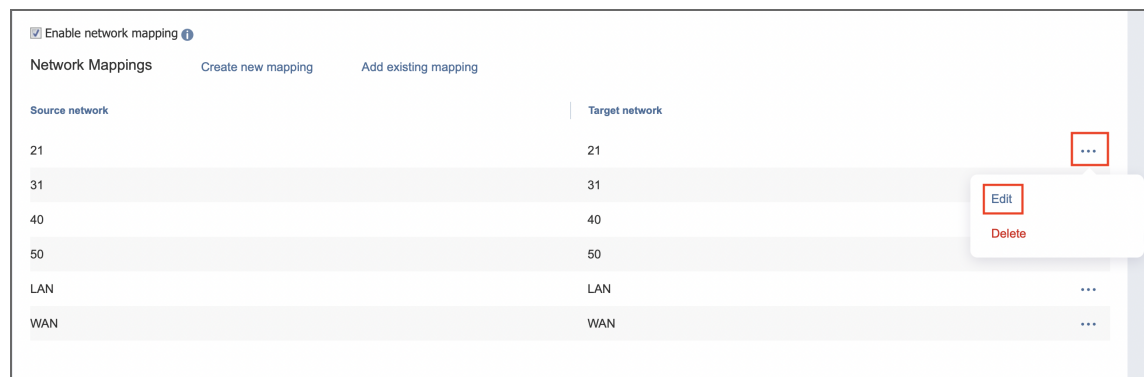 Enable network mapping
Network Mappings Create new mapping Add existing mapping
Source network Target network
21 21 ...
31 31
Edit
40 40
Delete
50 50
LAN LAN ...
WAN WAN ...